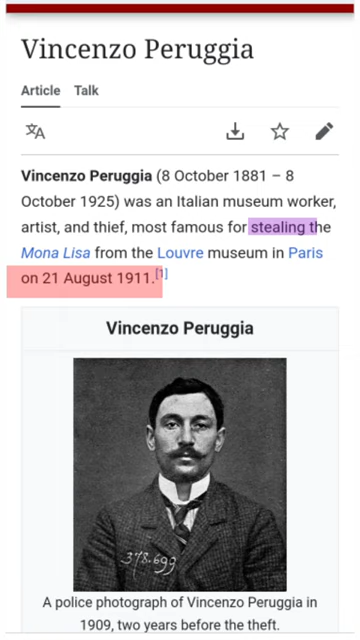 Vincenzo Peruggia
Article Talk
Vincenzo Peruggia (8 October 1881 – 8
October 1925) was an Italian museum worker,
artist, and thief, most famous for stealing the
Mona Lisa from the Louvre museum in Paris
on 21 August 1911.[1]
Vincenzo Peruggia
378.699
A police photograph of Vincenzo Peruggia in
1909, two years before the theft.